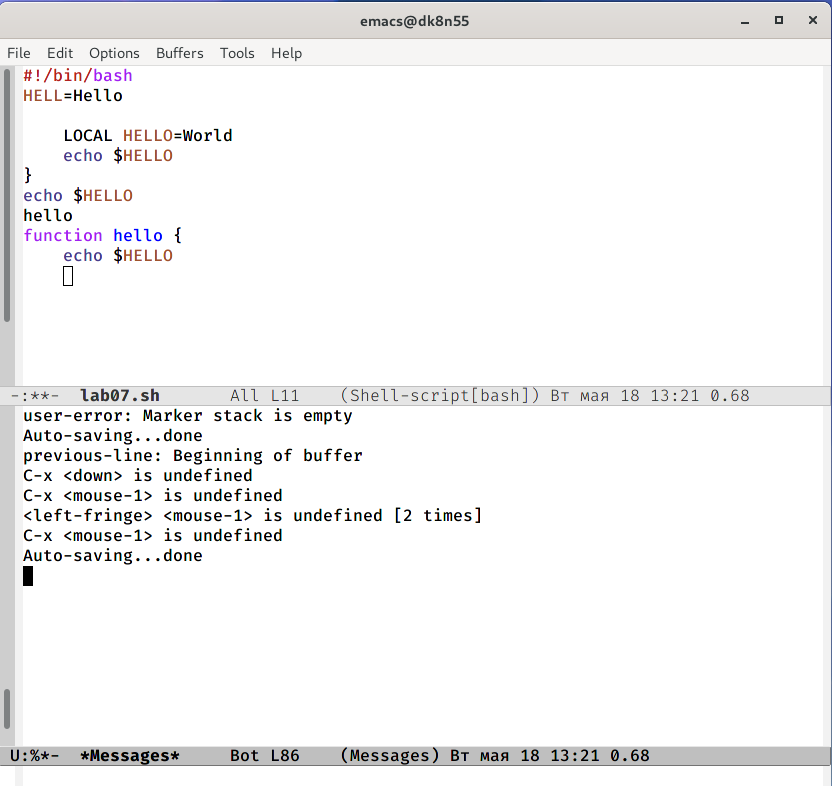 emacs@dk8n55
File Edit Options Buffers Tools Help
#!/bin/bash
HELL=Hello
LOCAL HELLO=World
echo $HELLO
}
echo $HELLO
hello
function hello {
echo $HELLO
-:**- lab07.sh All L11 (Shell-script[bash]) Вт мая 18 13:21 0.68
user-error: Marker stack is empty
Auto-saving...done
previous-line: Beginning of buffer
C-x <down> is undefined
C-x <mouse-1> is undefined
<left-fringe> <mouse-1> is undefined [2 times]
C-x <mouse-1> is undefined
Auto-saving...done
U:%*- *Messages* Bot L86 (Messages) Вт мая 18 13:21 0.68